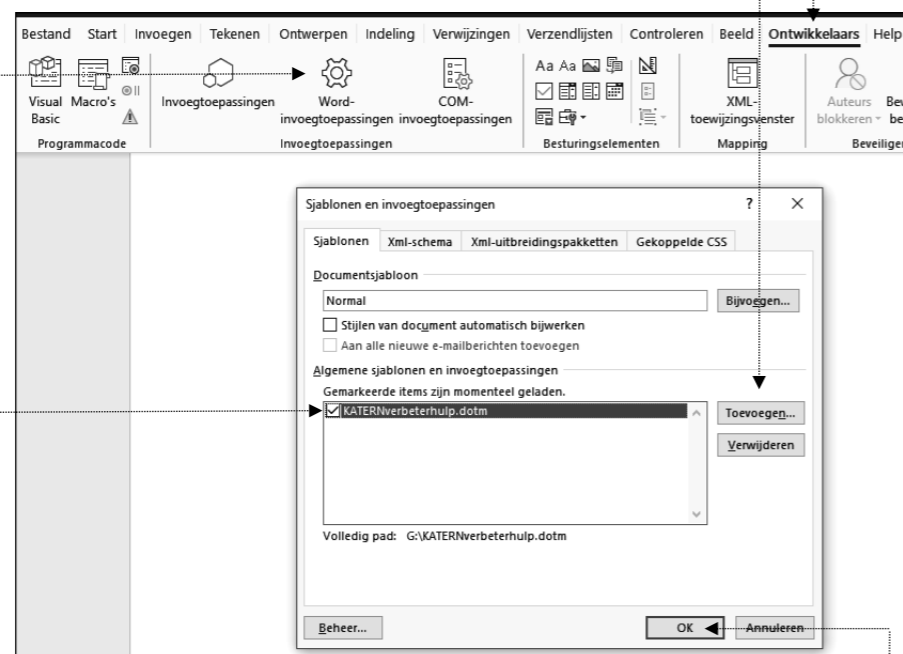 Bestand Start Invoegen Tekenen Ontwerpen Indeling Verwijzingen Verzendlijsten Controleren Beeld Ontwikkelaars Help
Aa Aa
Visual Macro's Invoegtoepassingen Word- COM- XML- Auteurs
Basic invoegtoepassingen invoegtoepassingen toewijzingsvenster blokkeren
Programmacode Invoegtoepassingen Besturingselementen Mapping
Sjablonen en invoegtoepassingen ?
Sjablonen Xml-schema Xml-uitbreidingspakketten Gekoppelde CSS
Documentsjabloon
Normal Bijvoegen...
Stijlen van document automatisch bijwerken
Aan alle nieuwe e-mailberichten toevoegen
Algemene sjablonen en invoegtoepassingen
Gemarkeerde items zijn momenteel geladen.
KATERNverbeterhulp.dotm Toevoegen...
Verwijderen
Volledig pad: G:\KATERNverbeterhulp.dotm
Beheer... OK Annuleren